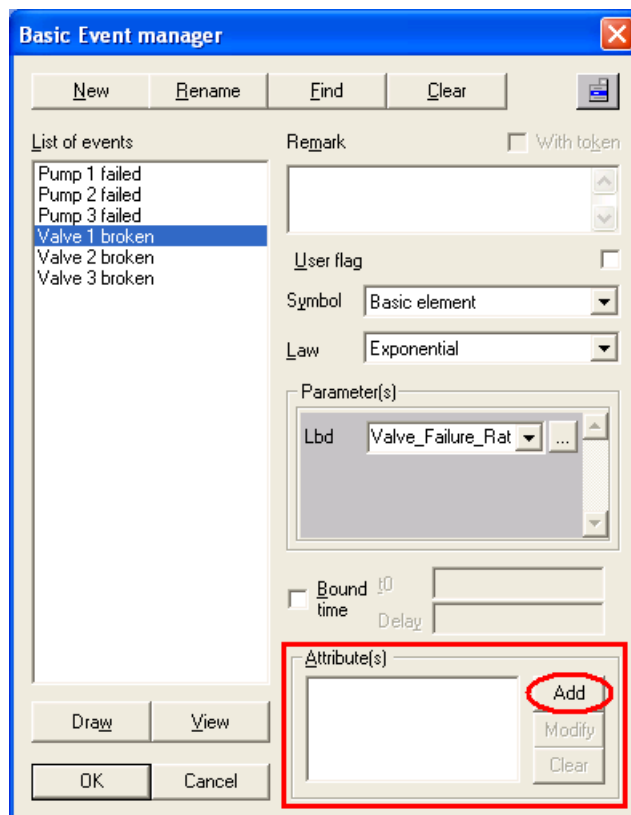 Basic Event manager
New Rename Find Clear
List of events
Pump 1 failed
Pump 2 failed
Pump 3 failed
Valve 1 broken
Valve 2 broken
Valve 3 broken
Remark With token
User flag
Symbol Basic element
Law Exponential
Parameter(s)
Lbd Valve_Failure_Rat ...
Bound time
t0
Delay
Attribute(s)
Add
Modify
Clear
Draw View
OK Cancel